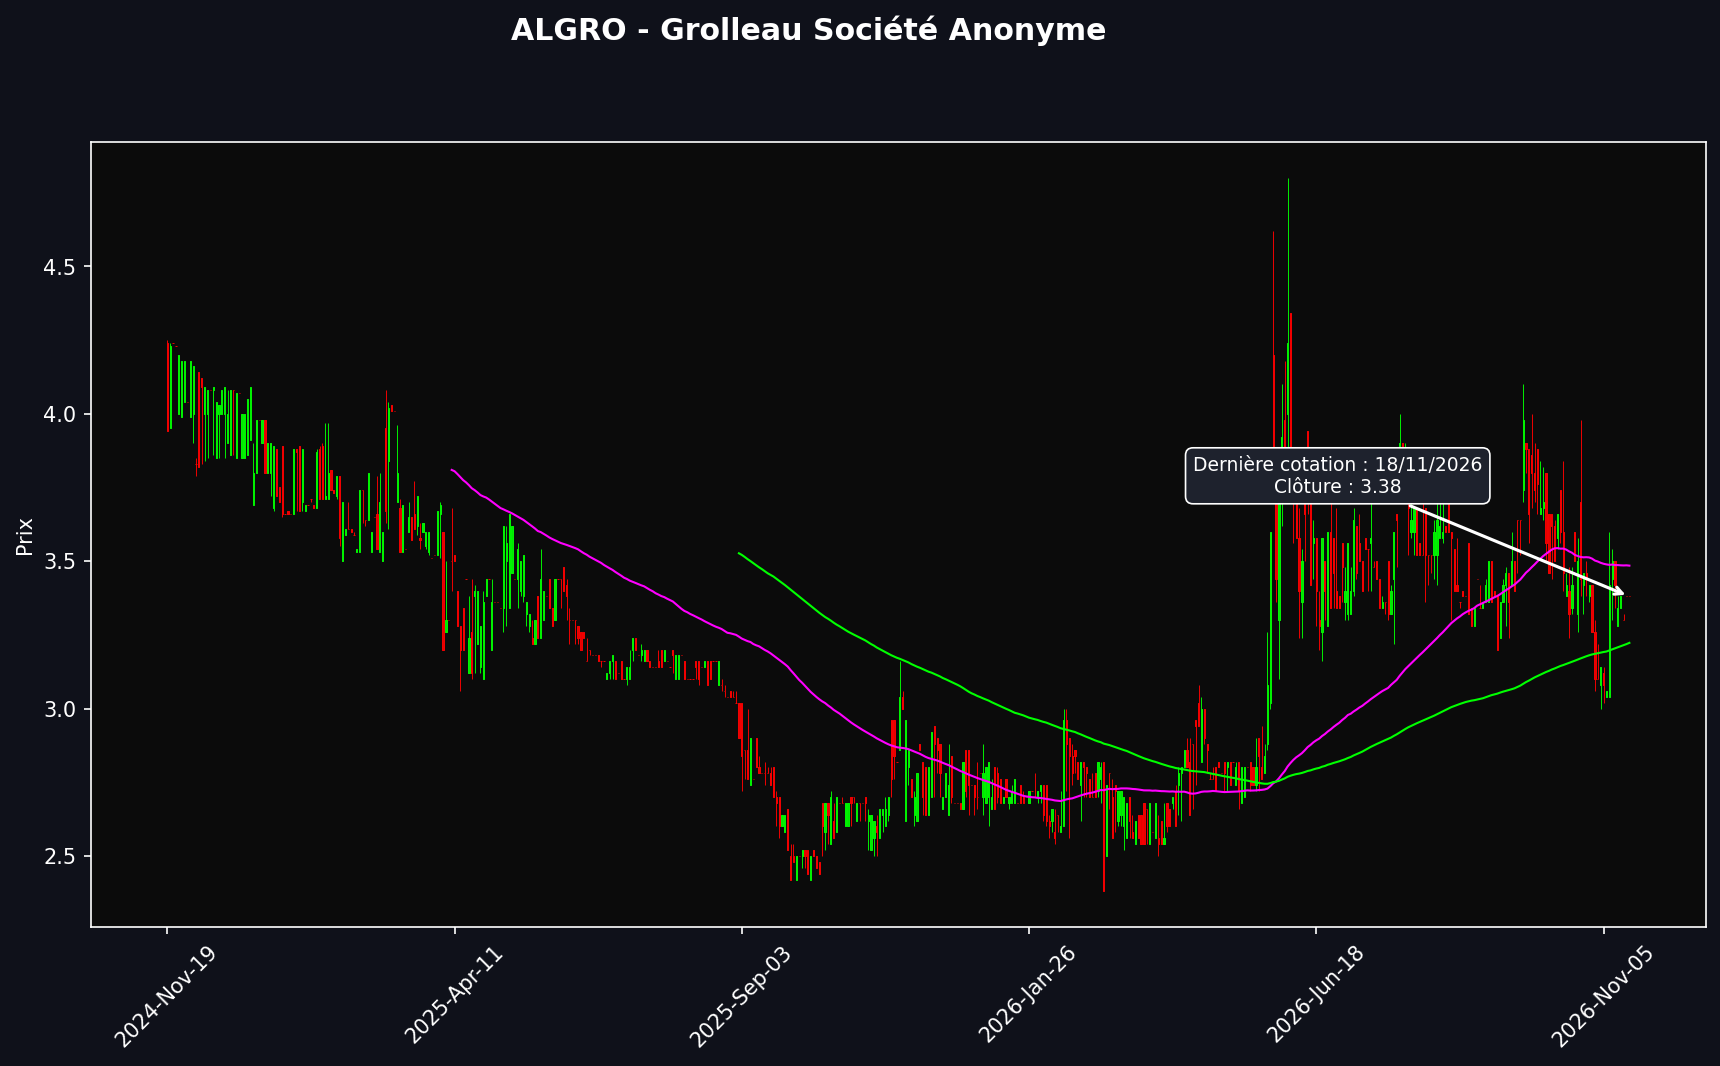 ALGRO - Grolleau Société Anonyme
Prix
4.5
4.0
3.5
3.0
2.5
Dernière cotation : 18/11/2026
Clôture : 3.38
2024-Nov-19
2025-Apr-11
2025-Sep-03
2026-Jan-26
2026-Jun-18
2026-Nov-05